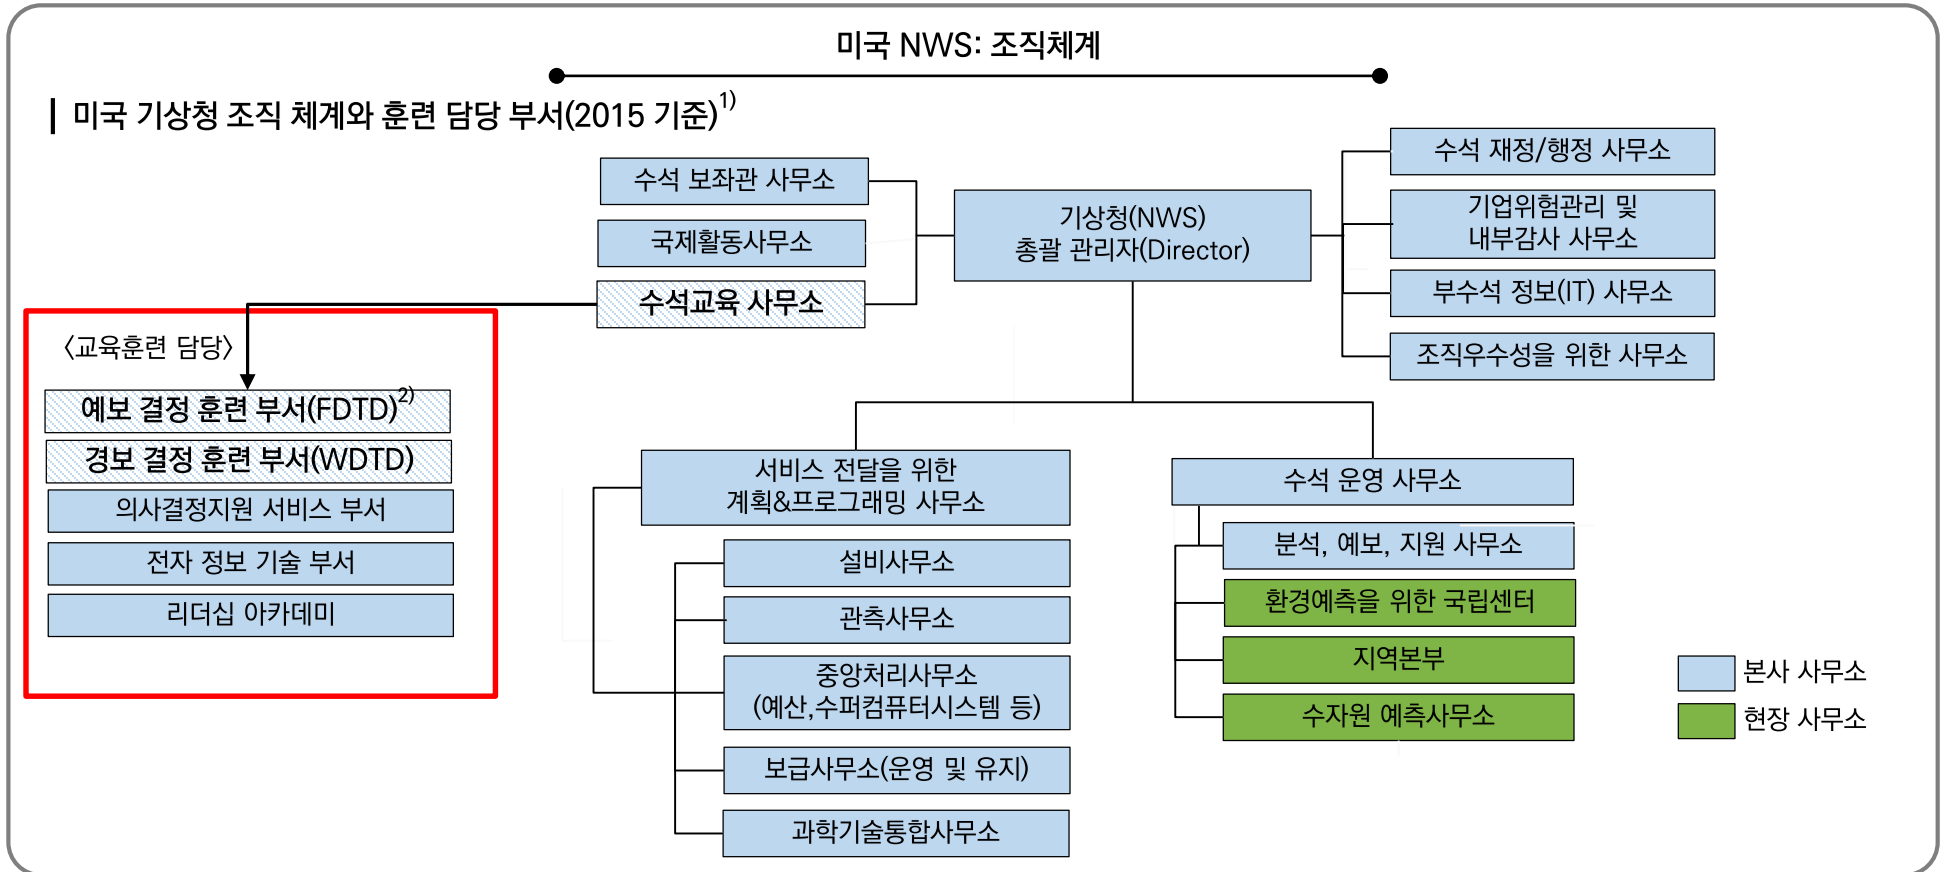 미국 NWS: 조직체계
미국 기상청 조직 체계와 훈련 담당 부서(2015 기준)1)
수석 보좌관 사무소
국제활동사무소
수석교육 사무소
기상청(NWS)
총괄 관리자(Director)
수석 재정/행정 사무소
기업위험관리 및
내부감사 사무소
부수석 정보(IT) 사무소
조직우수성을 위한 사무소
〈교육훈련 담당〉
예보 결정 훈련 부서(FDTD)2)
경보 결정 훈련 부서(WDTD)
의사결정지원 서비스 부서
전자 정보 기술 부서
리더십 아카데미
서비스 전달을 위한
계획&프로그래밍 사무소
설비사무소
관측사무소
중앙처리사무소
(예산,수퍼컴퓨터시스템 등)
보급사무소(운영 및 유지)
과학기술통합사무소
수석 운영 사무소
분석, 예보, 지원 사무소
환경예측을 위한 국립센터
지역본부
수자원 예측사무소
본사 사무소
현장 사무소